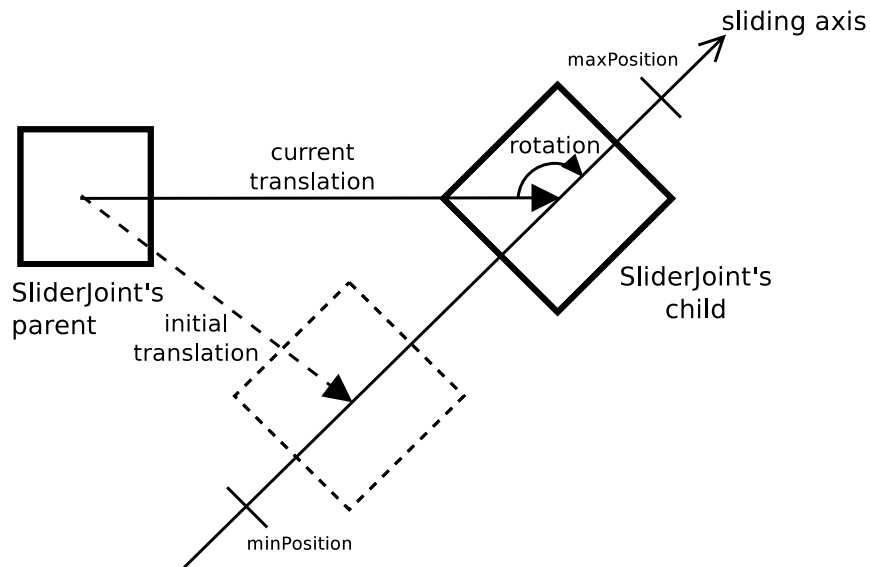 sliding axis
maxPosition
current
translation
rotation
SliderJoint's
parent
SliderJoint's
child
initial
translation
minPosition